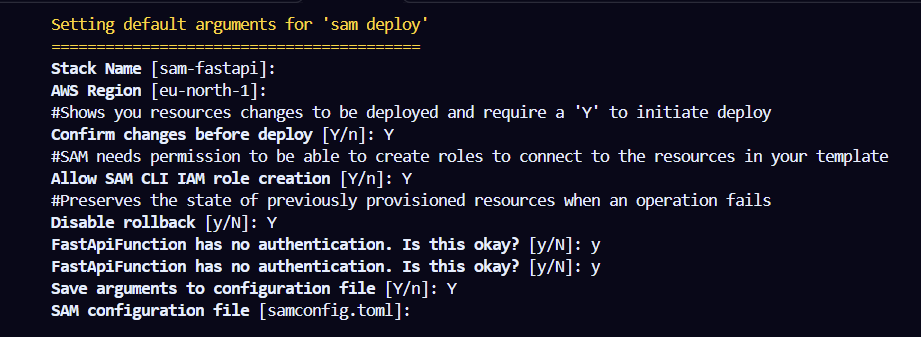 Setting default arguments for 'sam deploy'
=========================================
Stack Name [sam-fastapi]:
AWS Region [eu-north-1]:
#Shows you resources changes to be deployed and require a 'Y' to initiate deploy
Confirm changes before deploy [Y/n]: Y
#SAM needs permission to be able to create roles to connect to the resources in your template
Allow SAM CLI IAM role creation [Y/n]: Y
#Preserves the state of previously provisioned resources when an operation fails
Disable rollback [y/N]: Y
FastApiFunction has no authentication. Is this okay? [y/N]: y
FastApiFunction has no authentication. Is this okay? [y/N]: y
Save arguments to configuration file [Y/n]: Y
SAM configuration file [samconfig.toml]: